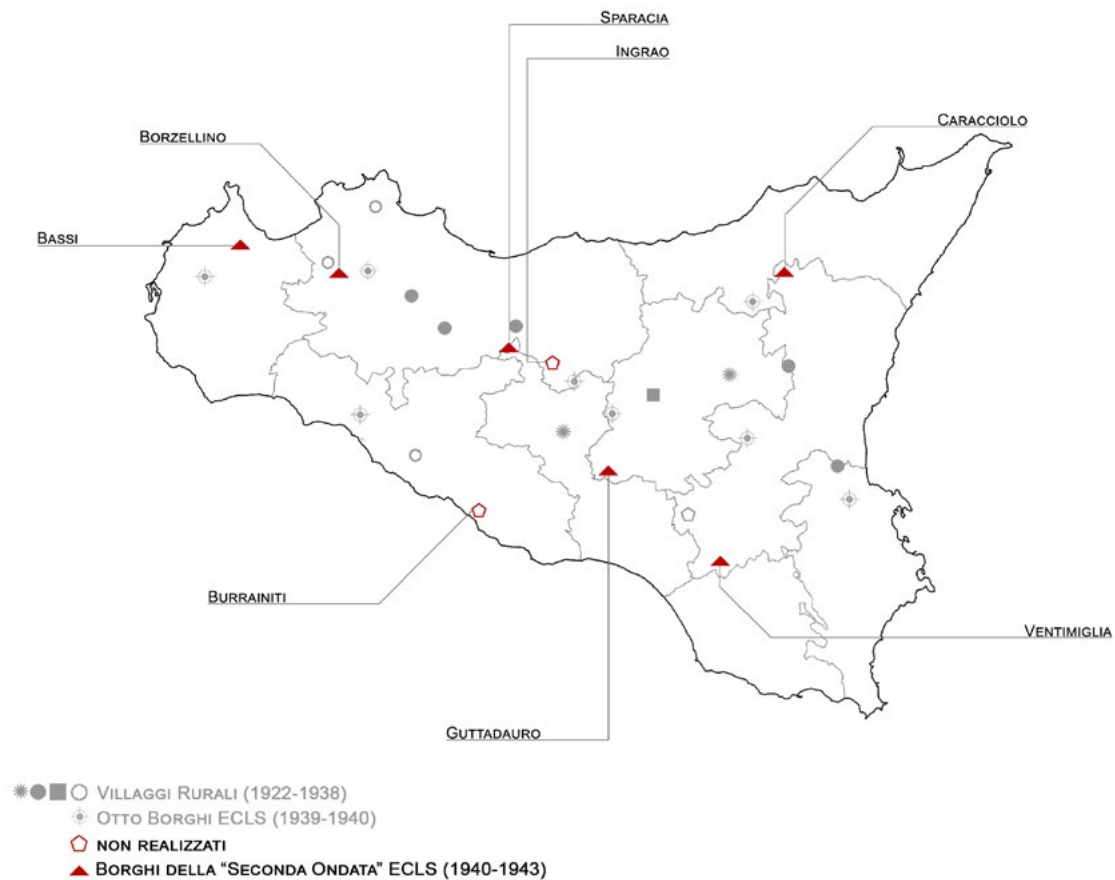 SPARACIA
INGRAO
CARACCIOLO
BORZELLINO
BASSI
BURRAINITI
VENTIMIGLIA
GUTTADAURO
VILLAGGI RURALI (1922-1938)
OTTO BORGHI ECLS (1939-1940)
NON REALIZZATI
BORGHI DELLA “SECONDA ONDATA” ECLS (1940-1943)